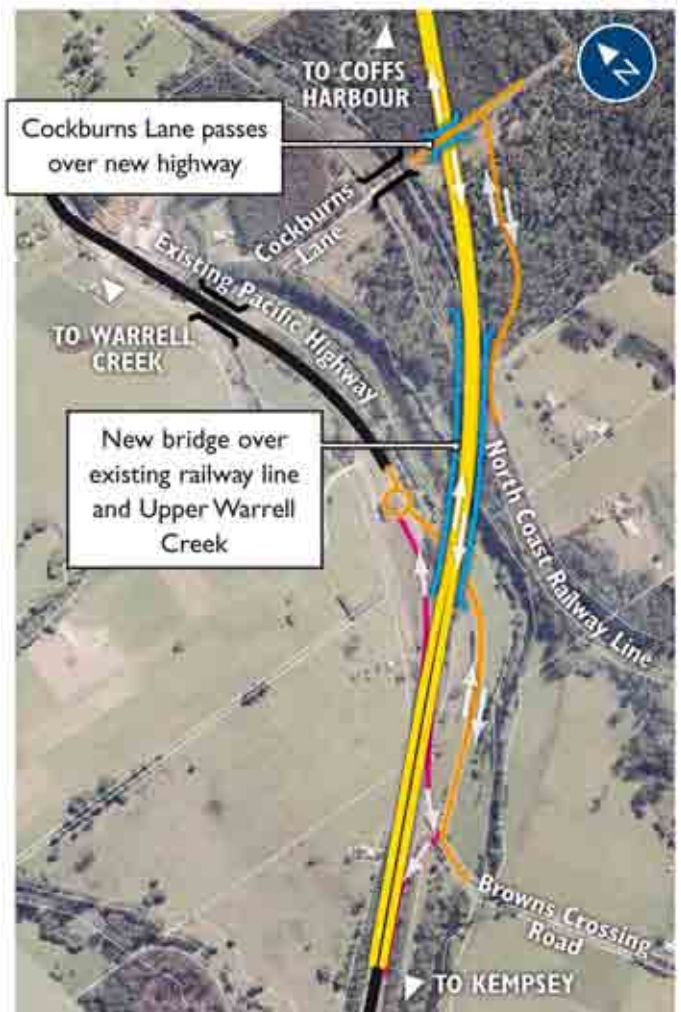 TO COFFS
HARBOUR
N
Cockburns Lane passes
over new highway
Cockburns
Lane
Existing Pacific Highway
TO WARRELL
CREEK
New bridge over
existing railway line
and Upper Warrell
Creek
North Coast Railway Line
Browns Crossing
Road
TO KEMPSEY